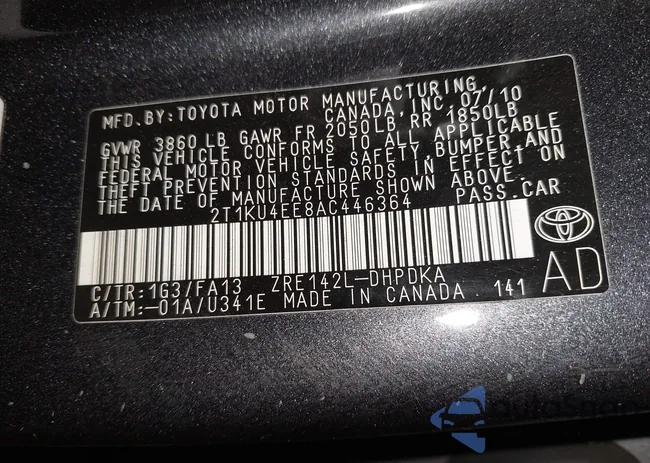 MFD. BY: TOYOTA MOTOR MANUFACTURING
CANADA, INC. 07/10
GVWR 3860 LB GAWR FR 2050LB RR 1850LB
THIS VEHICLE CONFORMS TO ALL APPLICABLE
FEDERAL MOTOR VEHICLE SAFETY, BUMPER, AND
THEFT PREVENTION STANDARDS IN EFFECT ON
THE DATE OF MANUFACTURE SHOWN ABOVE.
2T1KU4EE8AC446364 PASS. CAR
C/TR: 1G3/FA13 ZRE142L-DHPDKA
A/TM: -01A/U341E MADE IN CANADA 141
AD